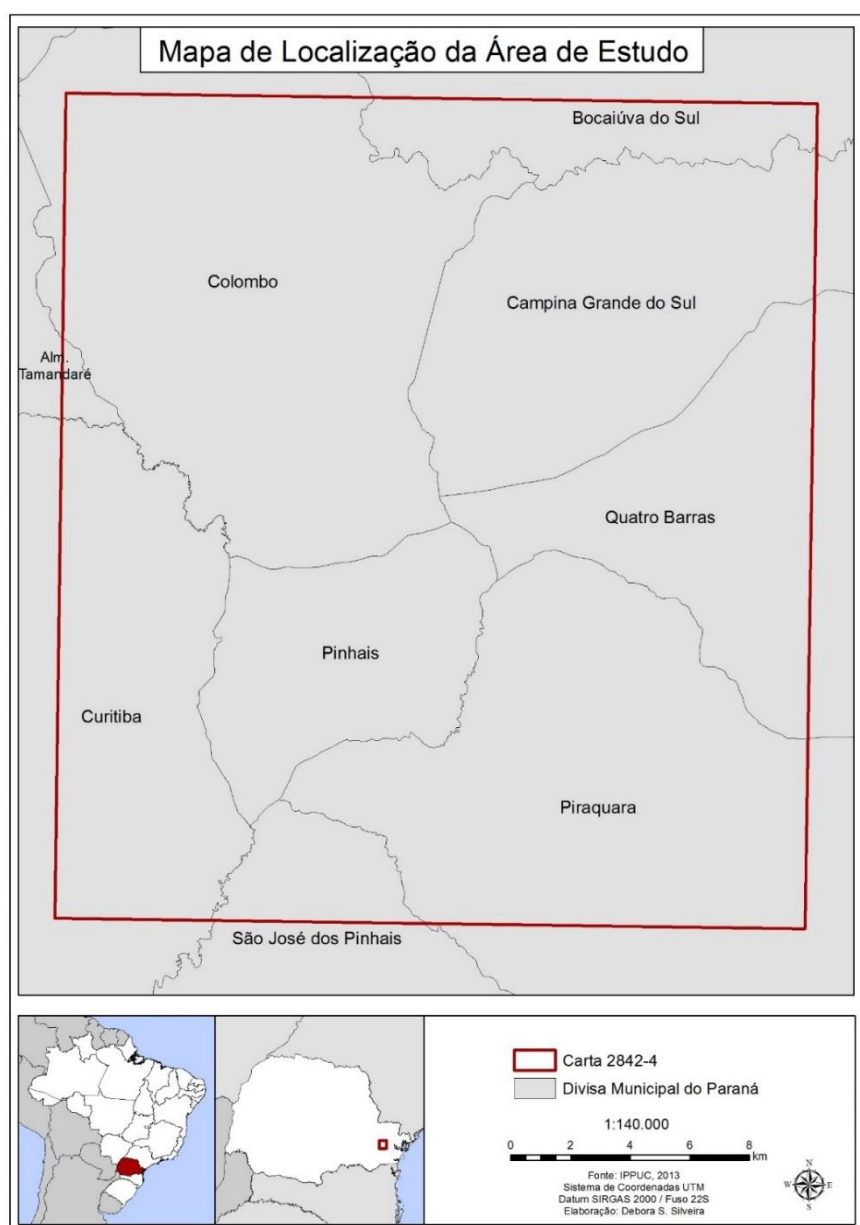 Mapa de Localização da Área de Estudo
Bocaiúva do Sul
Colombo
Campina Grande do Sul
Alm.
Tamandaré
Quatro Barras
Pinhais
Curitiba
Piraquara
São José dos Pinhais
Carta 2842-4
Divisa Municipal do Paraná
1:140.000
0 2 4 6 8
km
Fonte: IPPUC, 2013
Sistema de Coordenadas UTM
Datum SIRGAS 2000 / Fuso 22S
Elaboração: Debora S. Silveira
N
W E
S